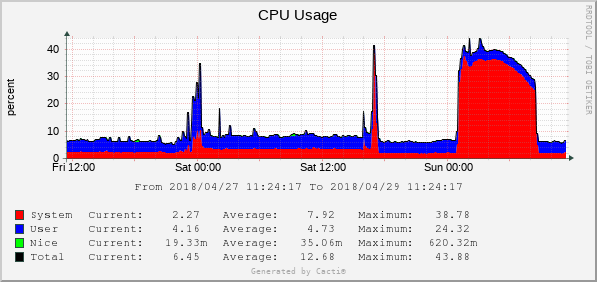 CPU Usage
RRDTOOL / TOBI OETIKER
percent
40
30
20
10
0
Fri 12:00 Sat 00:00 Sat 12:00 Sun 00:00
From 2018/04/27 11:24:17 To 2018/04/29 11:24:17
System Current: 2.27 Average: 7.92 Maximum: 38.78
User Current: 4.16 Average: 4.73 Maximum: 24.32
Nice Current: 19.33m Average: 35.06m Maximum: 620.32m
Total Current: 6.45 Average: 12.68 Maximum: 43.88
Generated by Cacti®